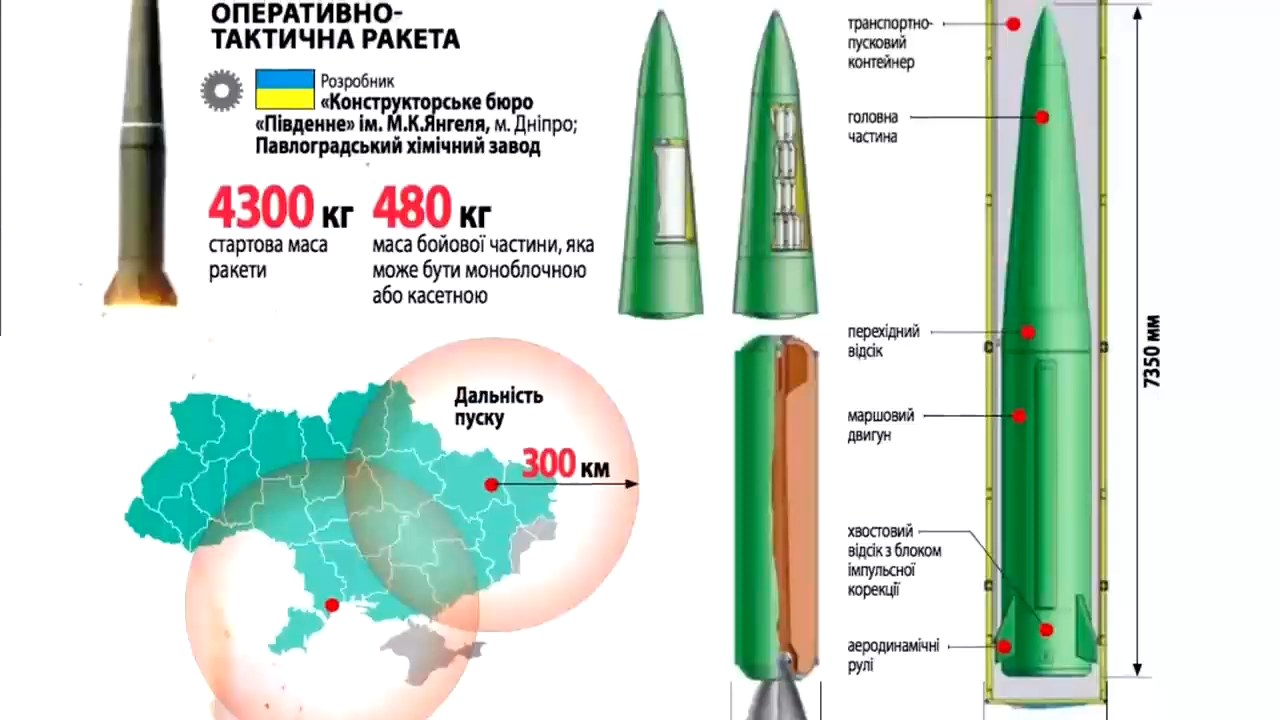 ОПЕРАТИВНО-
ТАКТИЧНА РАКЕТА
Розробник
«Конструкторське бюро
«Південне» ім. М.К.Янгеля, м. Дніпро;
Павлоградський хімічний завод
4300 кг
стартова маса
ракети
480 кг
маса бойової частини, яка
може бути моноблочною
або касетною
Дальність
пуску
300 км
транспортно-
пусковий
контейнер
головна
частина
перехідний
відсік
маршовий
двигун
хвостовий
відсік з блоком
імпульсної
корекції
аеродинамічні
рулі
7350 мм